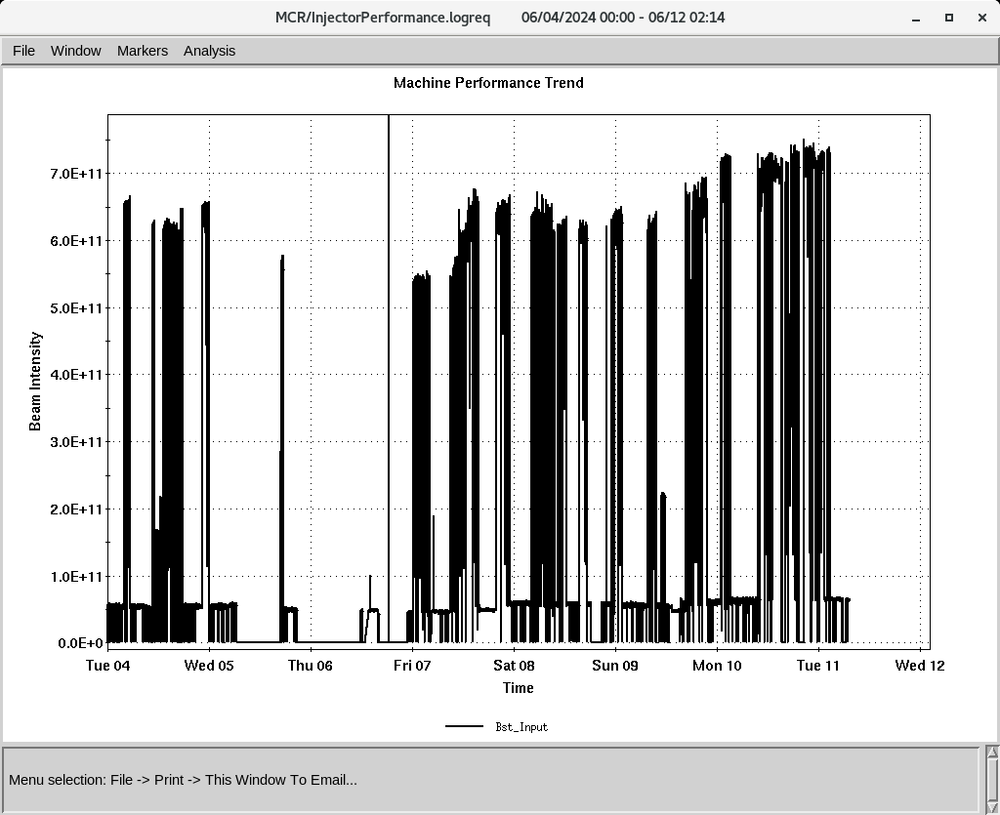 MCR/InjectorPerformance.logreq 06/04/2024 00:00 - 06/12 02:14
File Window Markers Analysis
Machine Performance Trend
Beam Intensity
7.0E+11
6.0E+11
5.0E+11
4.0E+11
3.0E+11
2.0E+11
1.0E+11
0.0E+0
Tue 04 Wed 05 Thu 06 Fri 07 Sat 08 Sun 09 Mon 10 Tue 11 Wed 12
Time
Bst_Input
Menu selection: File -> Print -> This Window To Email...